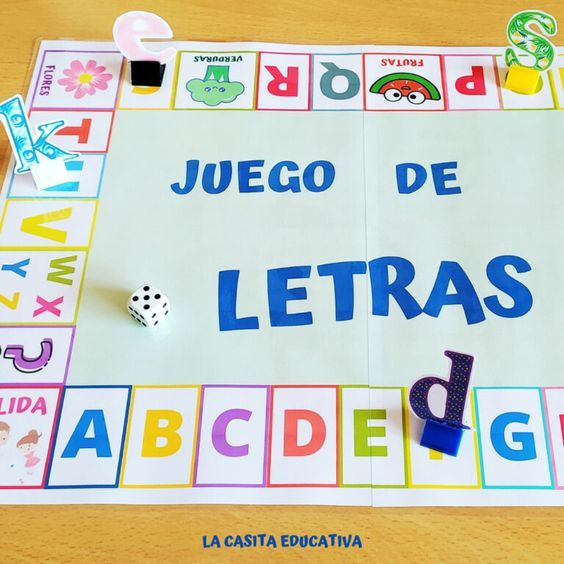 FLORES
e
VERDURAS
R
Q
FRUTAS
P
s
k
T
U
JUEGO DE
LETRAS
V
W X
Y Z
?
LIDA
A B C D E d G
LA CASITA EDUCATIVA